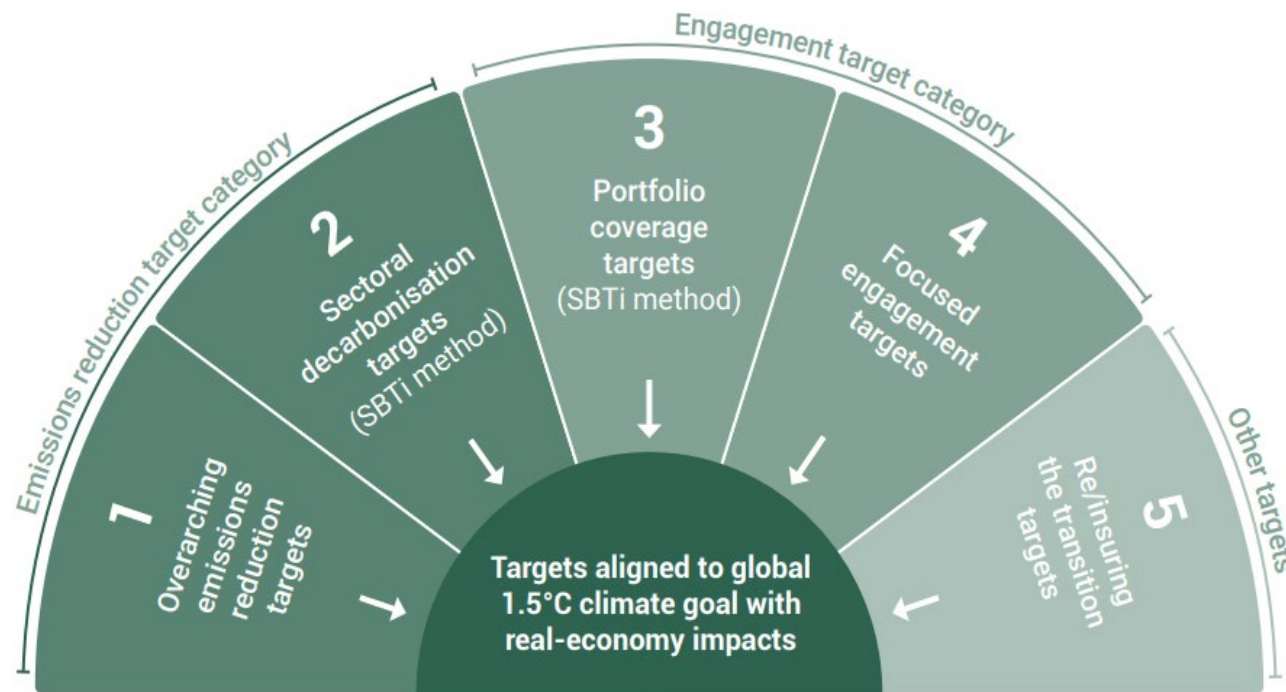 Emissions reduction target category
Engagement target category
Other targets
1
Overarching
emissions
reduction
targets
2
Sectoral
decarbonisation
targets
(SBTi method)
3
Portfolio
coverage
targets
(SBTi method)
4
Focused
engagement
targets
5
Re/insuring
the transition
targets
Targets aligned to global
1.5°C climate goal with
real-economy impacts